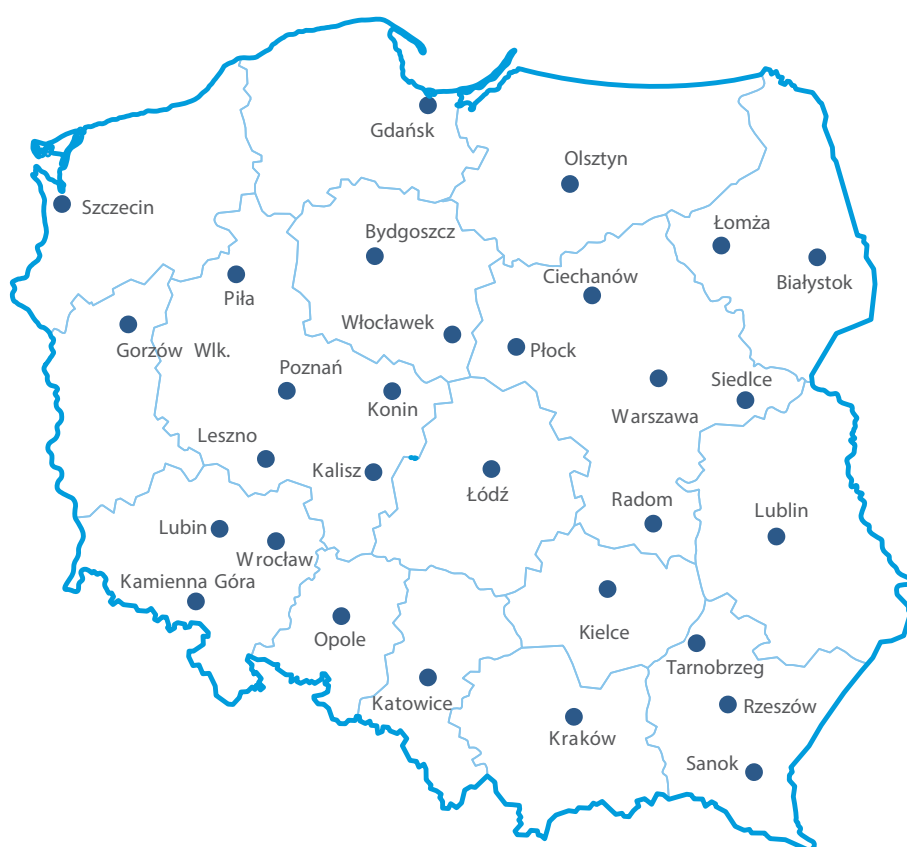 Gdańsk
Olsztyn
Szczecin
Łomża
Bydgoszcz
Ciechanów
Białystok
Piła
Włocławek
Gorzów Wlk.
Płock
Poznań
Siedlce
Konin
Warszawa
Leszno
Kalisz
Łódź
Radom
Lublin
Lubin
Wrocław
Kamienna Góra
Kielce
Opole
Tarnobrzeg
Katowice
Rzeszów
Kraków
Sanok